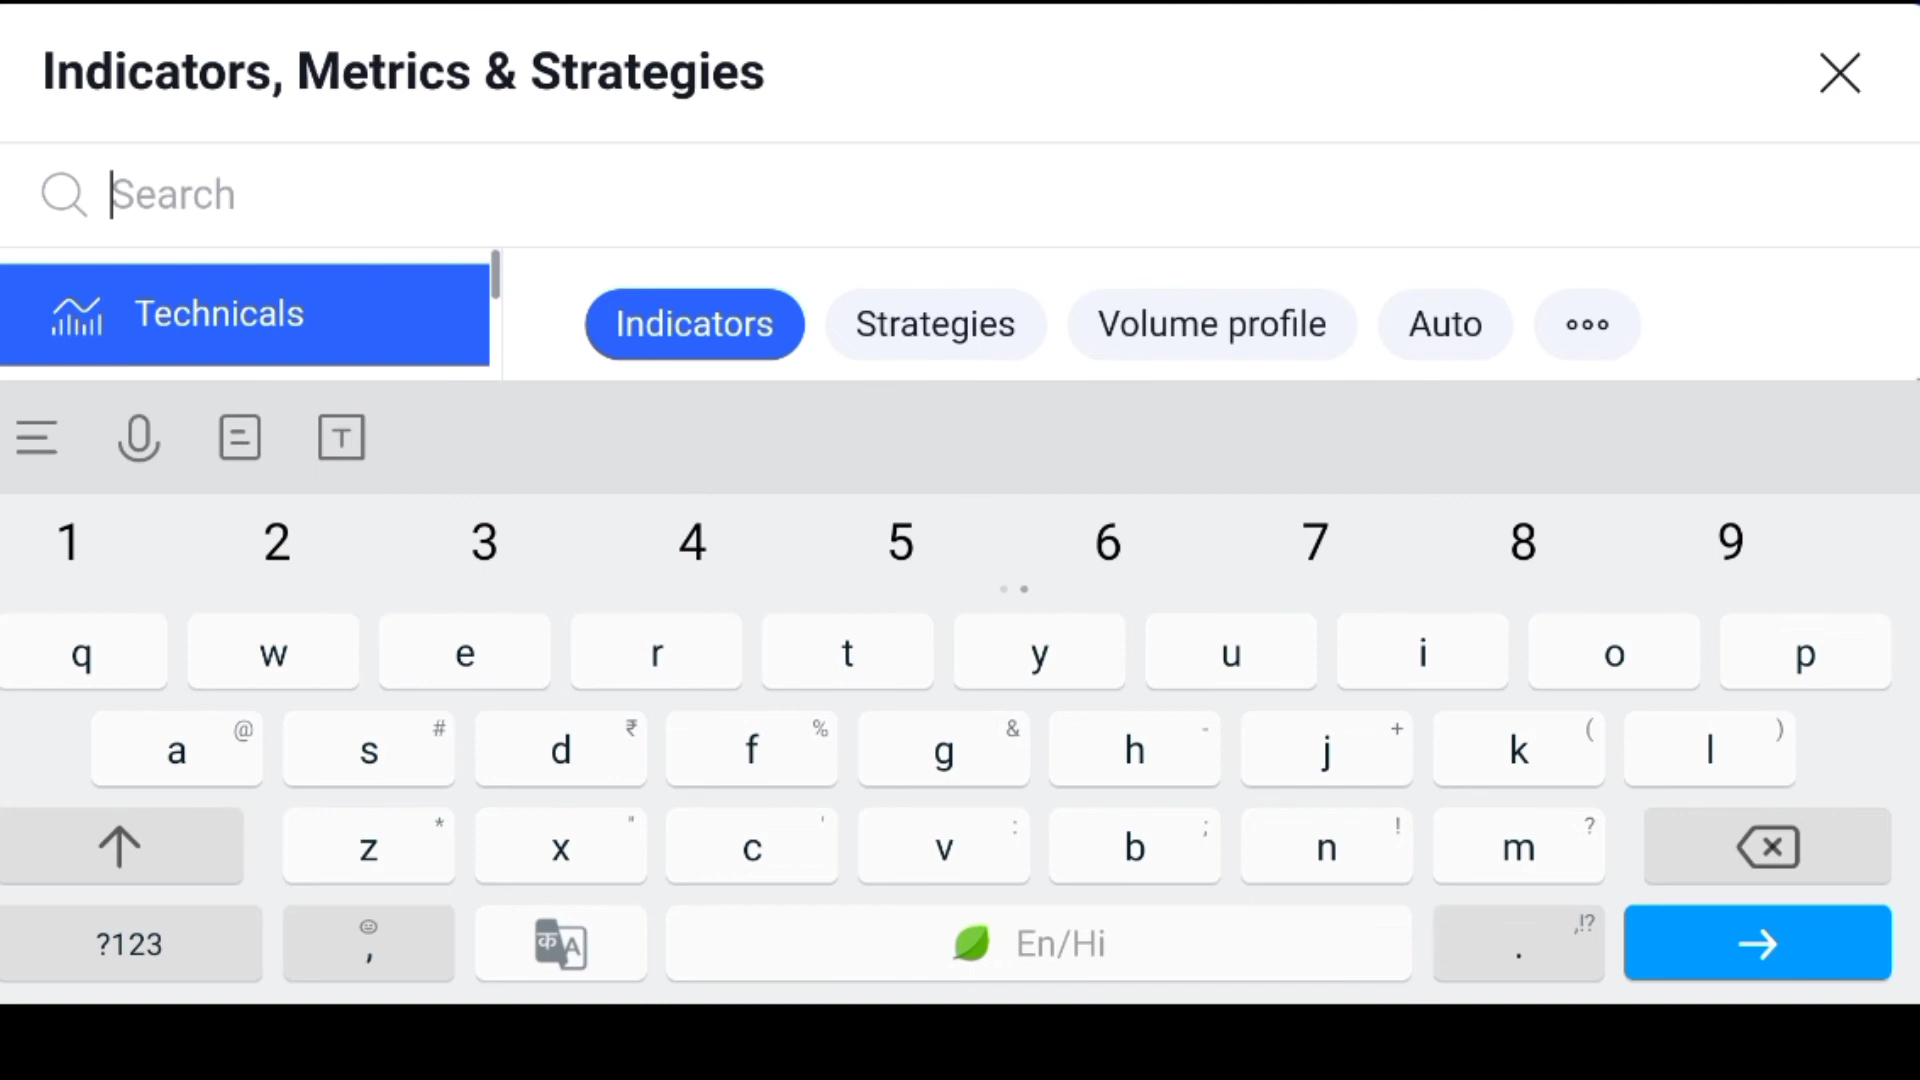 Indicators, Metrics & Strategies
Search
Technicals
Indicators Strategies Volume profile Auto
T
1 2 3 4 5 6 7 8 9
q w e r t y u i o p
a @ s # d ₹ f % g & h - j + k ( l )
z * x " c ' v : b ; n ! m ?
?123 , क A En/Hi . ,!?